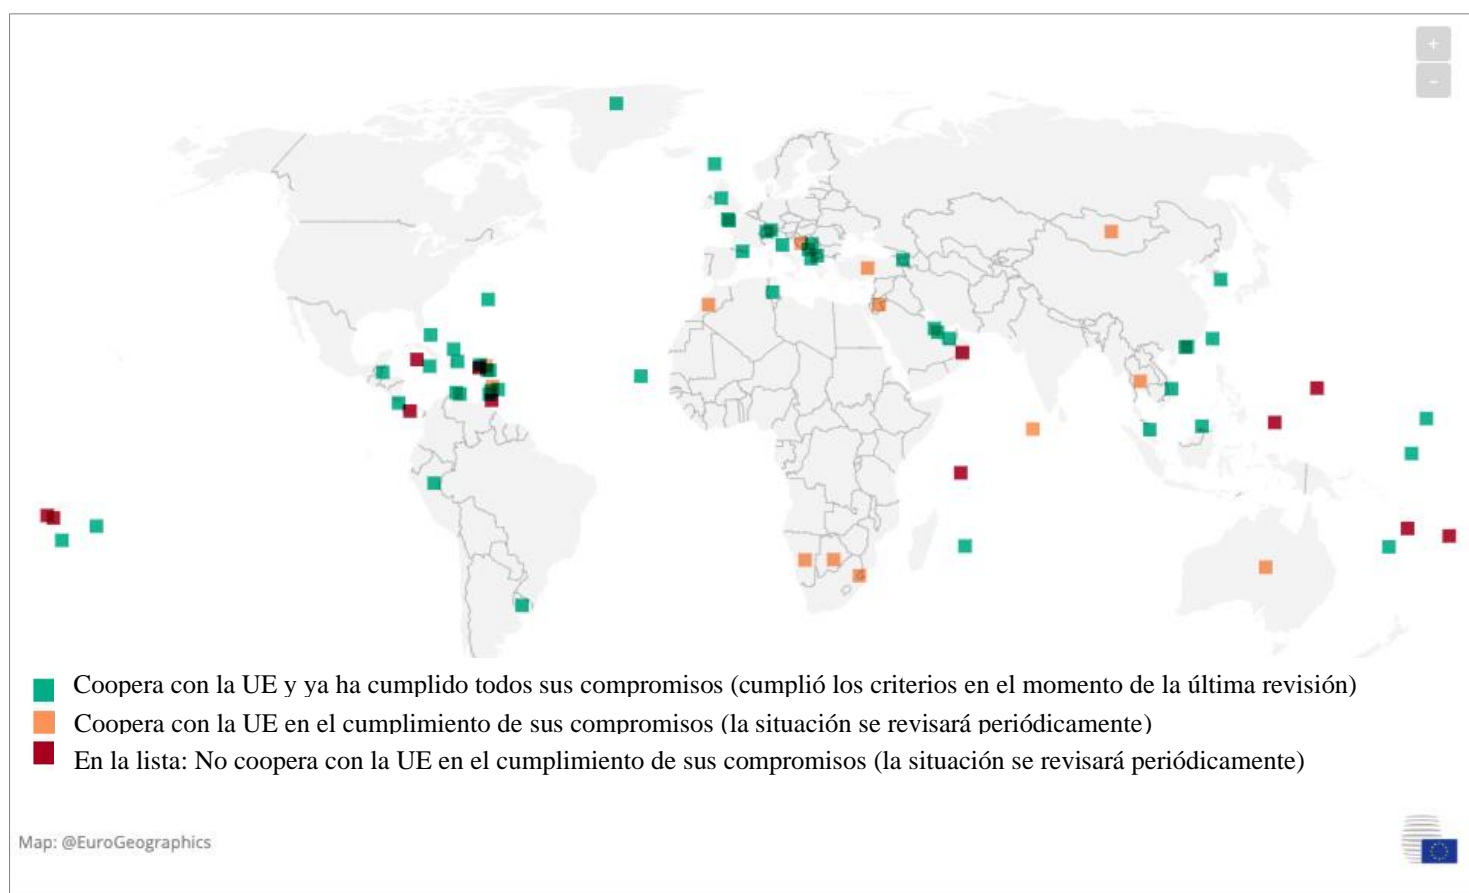 +
-
Coopera con la UE y ya ha cumplido todos sus compromisos (cumplió los criterios en el momento de la última revisión)
Coopera con la UE en el cumplimiento de sus compromisos (la situación se revisará periódicamente)
En la lista: No coopera con la UE en el cumplimiento de sus compromisos (la situación se revisará periódicamente)
Map: @EuroGeographics